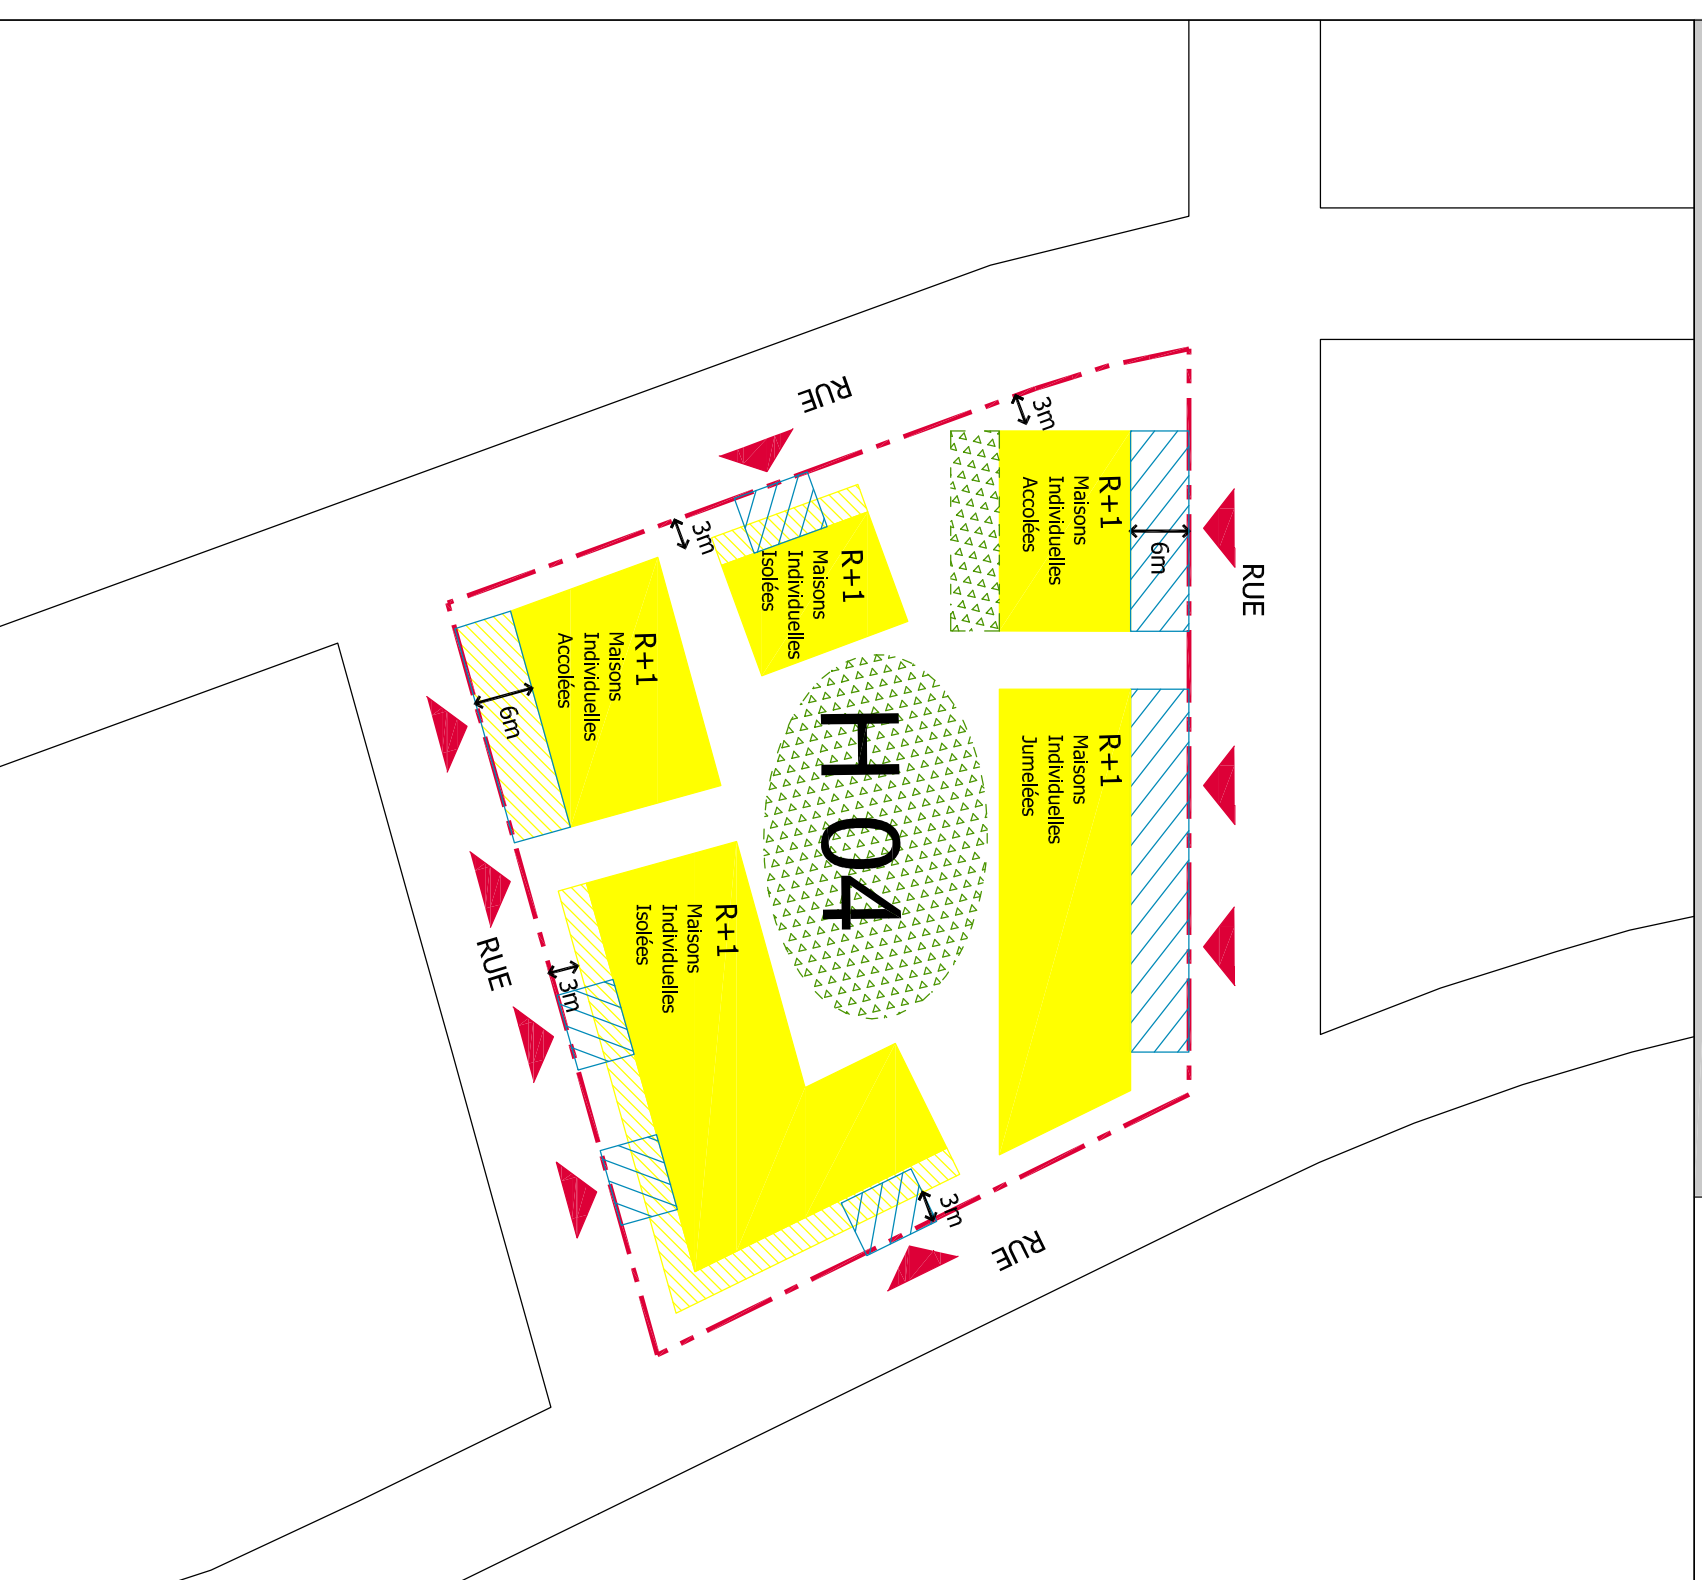 RUE
3m
R+1
Maisons
Individuelles
Accolées
6m
RUE
3m
R+1
Maisons
Individuelles
Isolées
R+1
Maisons
Individuelles
Accolées
6m
H 04
R+1
Maisons
Individuelles
Jumelées
R+1
Maisons
Individuelles
Isolées
RUE
3m
3m
RUE